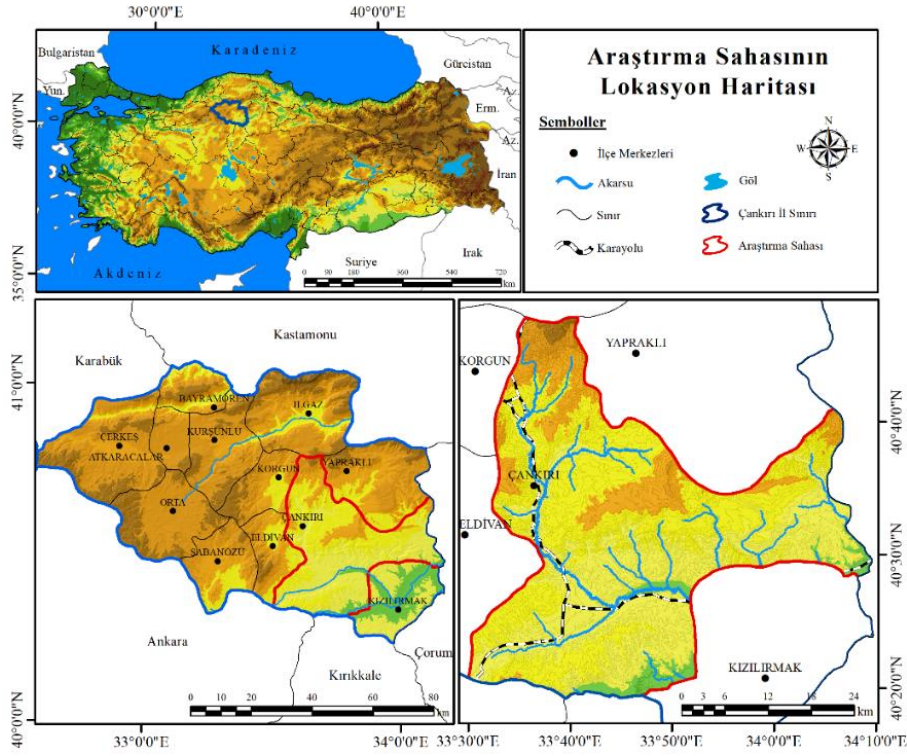 30°0'0"E
40°0'0"E
40°0'0"N
35°0'0"N
Bulgaristan
Yun.
Karadeniz
Gürcistan
Az.
Erm.
Az.
İran
Irak
Suriye
Akdeniz
0 90 180 360 540 720
km
Araştırma Sahasının
Lokasyon Haritası
Semboller
İlçe Merkezleri
Akarsu
Sınır
Karayolu
Göl
Çankırı İl Sınırı
Araştırma Sahası
N
W E
S
41°0'0"N
40°0'0"N
33°0'0"E
34°0'0"E
Kastamonu
Karabük
BAYRAMÖREN
ILGAZ
ÇERKEŞ
KURŞUNLU
ATKARACALAR
KORGUN
YAPRAKLI
ORTA
ÇANKIRI
ELDİVAN
ŞABANÖZÜ
KIZILIRMAK
Ankara
Çorum
Kırıkkale
0 10 20 40 60 80
km
YAPRAKLI
KORGUN
ÇANKIRI
ELDİVAN
KIZILIRMAK
0 3 6 12 18 24
km
40°40'0"N
40°30'0"N
40°20'0"N
33°30'0"E
33°40'0"E
33°50'0"E
34°0'0"E
34°10'0"E